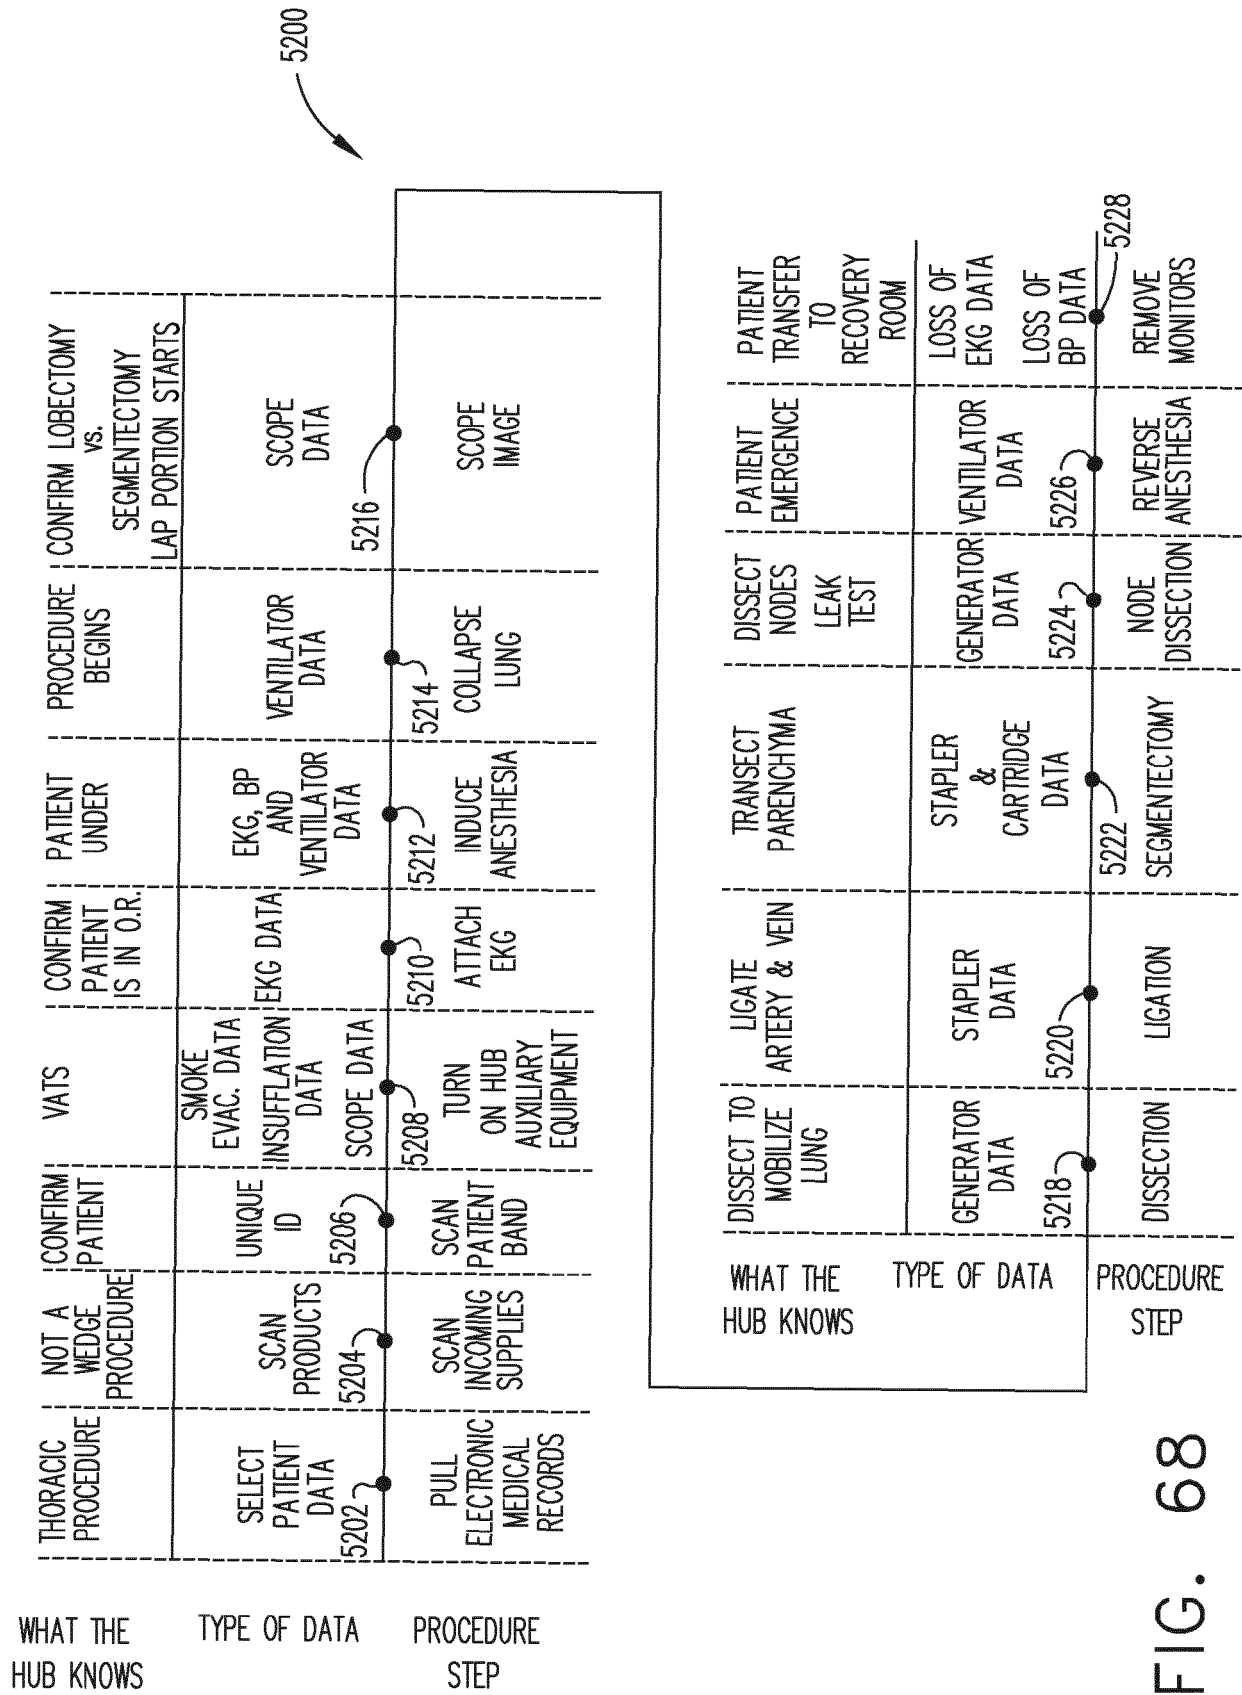 5200
WHAT THE
HUB KNOWS
THORACIC
PROCEDURE
NOT A
WEDGE
PROCEDURE
CONFIRM
PATIENT
VATS
CONFIRM
PATIENT
IS IN O.R.
PATIENT
UNDER
PROCEDURE
BEGINS
CONFIRM LOBECTOMY
vs.
SEGMENTECTOMY
LAP PORTION STARTS
TYPE OF DATA
SELECT
PATIENT
DATA
5202
SCAN
PRODUCTS
5204
UNIQUE
ID
5206
SMOKE
EVAC. DATA
INSUFFLATION
DATA
SCOPE DATA
5208
EKG DATA
5210
EKG, BP
AND
VENTILATOR
DATA
5212
VENTILATOR
DATA
5214
SCOPE
DATA
5216
PROCEDURE
STEP
PULL
ELECTRONIC
MEDICAL
RECORDS
SCAN
INCOMING
SUPPLIES
SCAN
PATIENT
BAND
TURN
ON HUB
AUXILIARY
EQUIPMENT
ATTACH
EKG
INDUCE
ANESTHESIA
COLLAPSE
LUNG
SCOPE
IMAGE
WHAT THE
HUB KNOWS
DISSECT TO
MOBILIZE
LUNG
LIGATE
ARTERY & VEIN
TRANSECT
PARENCHYMA
DISSECT
NODES
LEAK
TEST
PATIENT
EMERGENCE
PATIENT
TRANSFER
TO
RECOVERY
ROOM
TYPE OF DATA
GENERATOR
DATA
5218
STAPLER
DATA
5220
STAPLER
&
CARTRIDGE
DATA
5222
GENERATOR
DATA
5224
VENTILATOR
DATA
5226
LOSS OF
EKG DATA
LOSS OF
BP DATA
5228
PROCEDURE
STEP
DISSECTION
LIGATION
SEGMENTECTOMY
NODE
DISSECTION
REVERSE
ANESTHESIA
REMOVE
MONITORS
FIG. 68